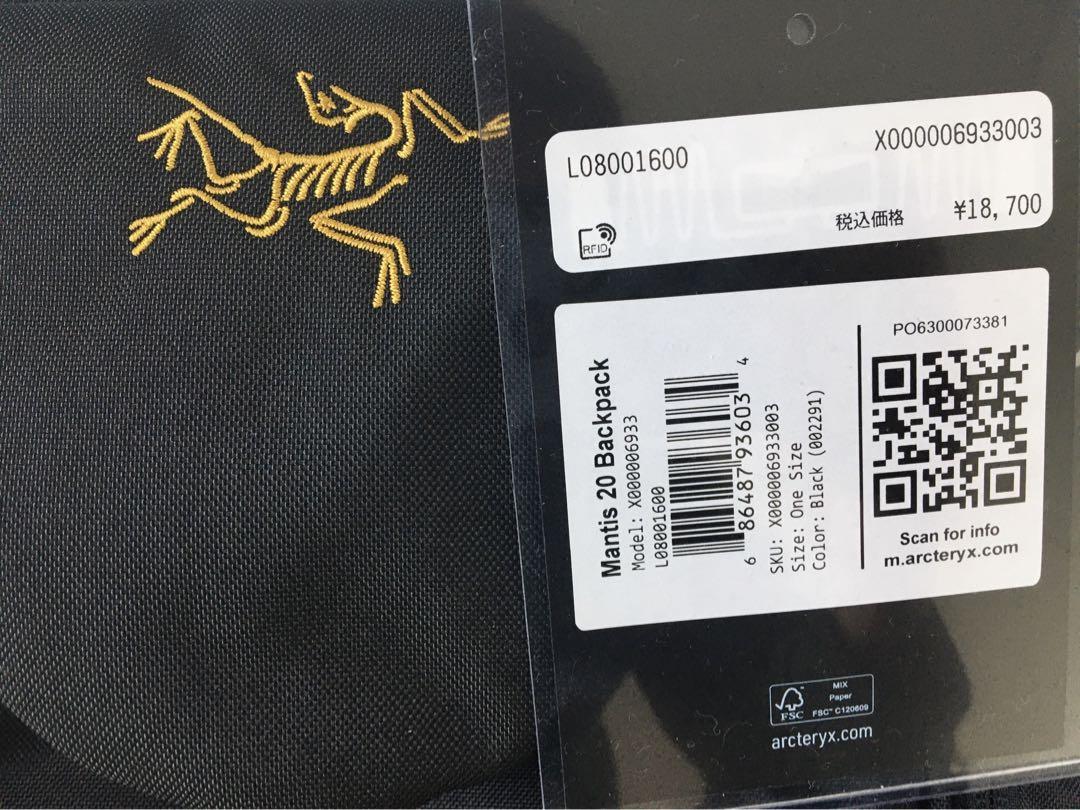 L08001600
X000006933003
RFID
税込価格
¥18,700
Mantis 20 Backpack
Model: X000006933
L08001600
6 86487 93603 4
SKU: X000006933003
Size: One Size
Color: Black (002291)
PO6300073381
Scan for info
m.arcteryx.com
MIX
Paper
FSC
FSC™ C120609
arcteryx.com